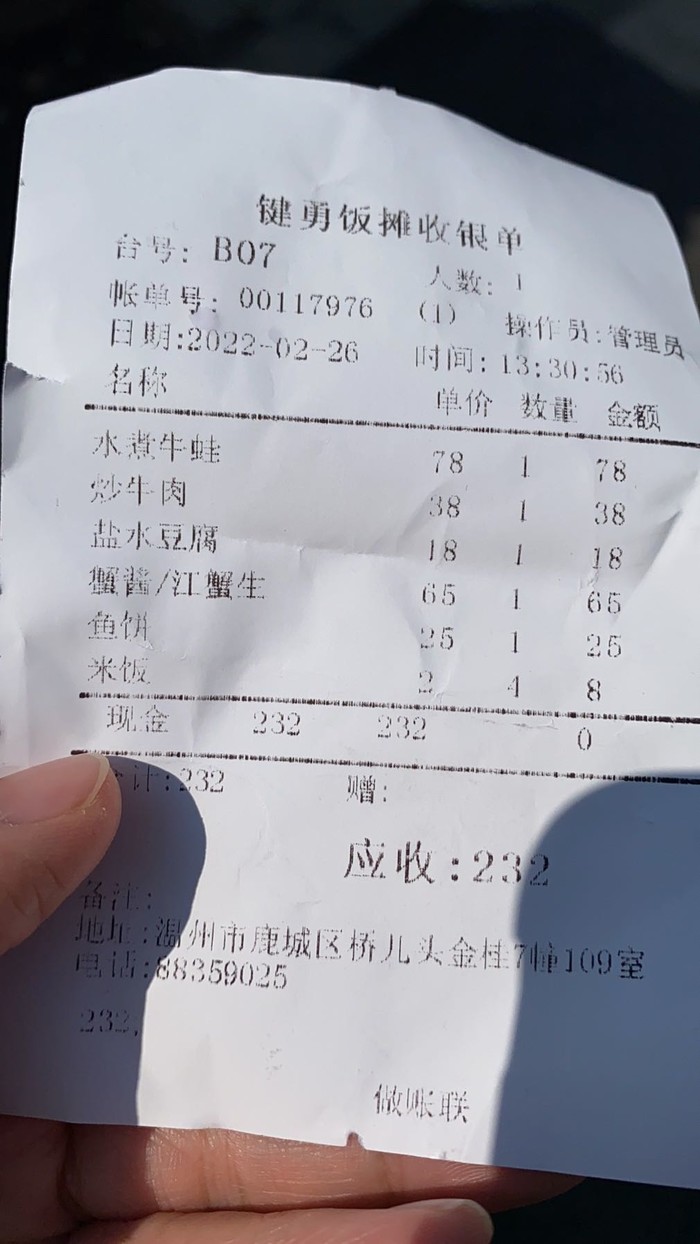 键勇饭摊收银单
台号: B07 人数: 1
帐单号: 00117976 (1) 操作员:管理员
日期:2022-02-26 时间: 13:30:56
名称 单价 数量 金额
水煮牛蛙 78 1 78
炒牛肉 38 1 38
盐水豆腐 18 1 18
蟹酱/江蟹生 65 1 65
鱼饼 25 1 25
米饭 2 4 8
现金 232 232 0
计:232 赠:
应收:232
备注:
地址:温州市鹿城区桥儿头金桂7幢109室
电话:88359025
232;
做账联